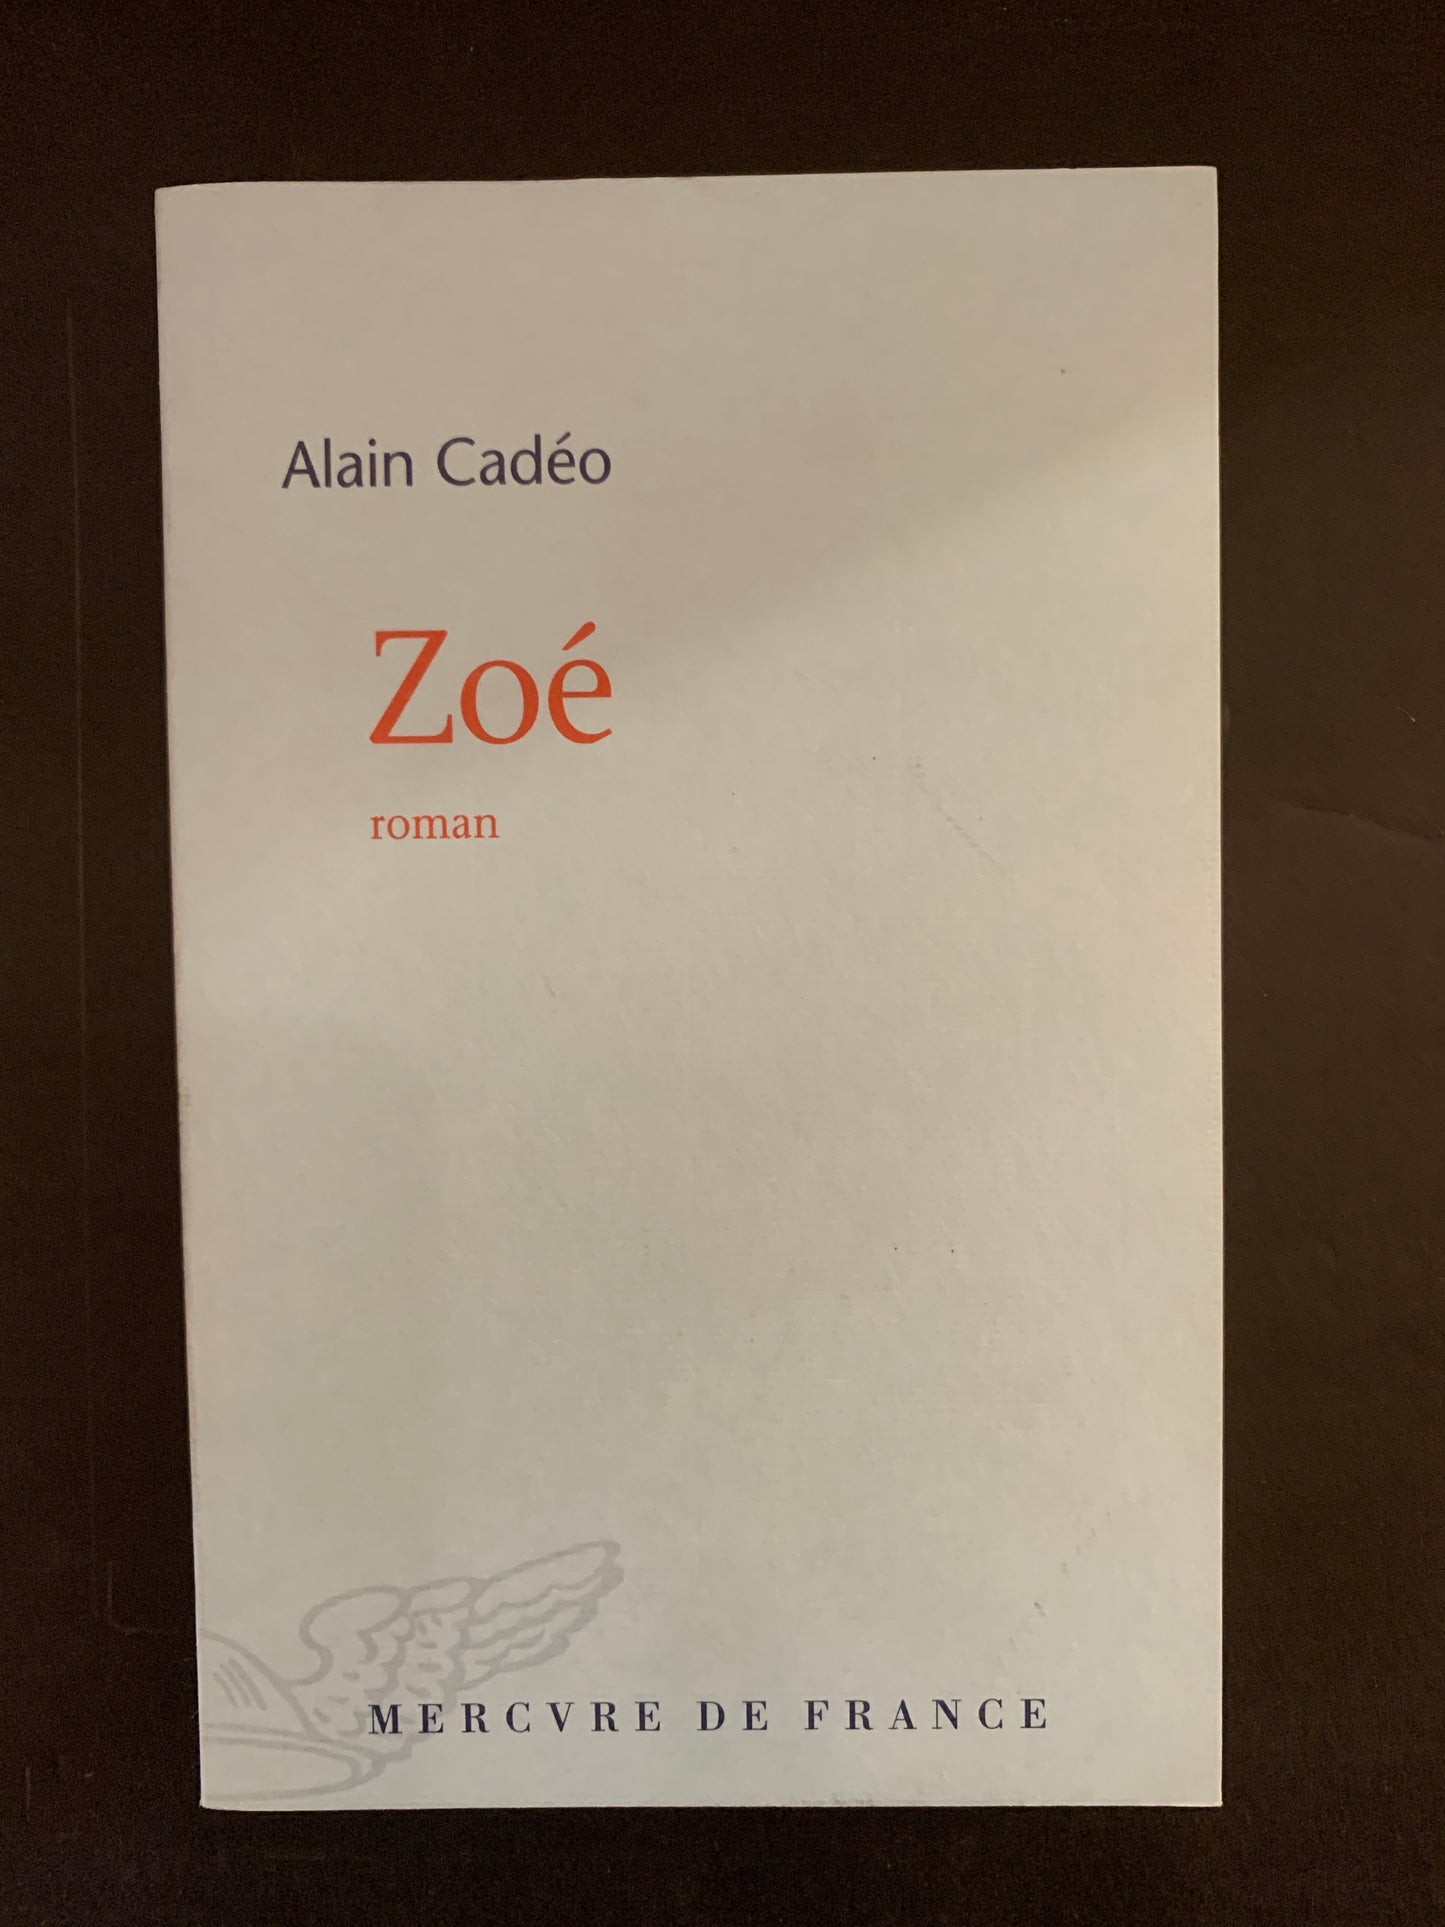 Alain Cadéo
Zoé
roman
MERCVRE DE FRANCE